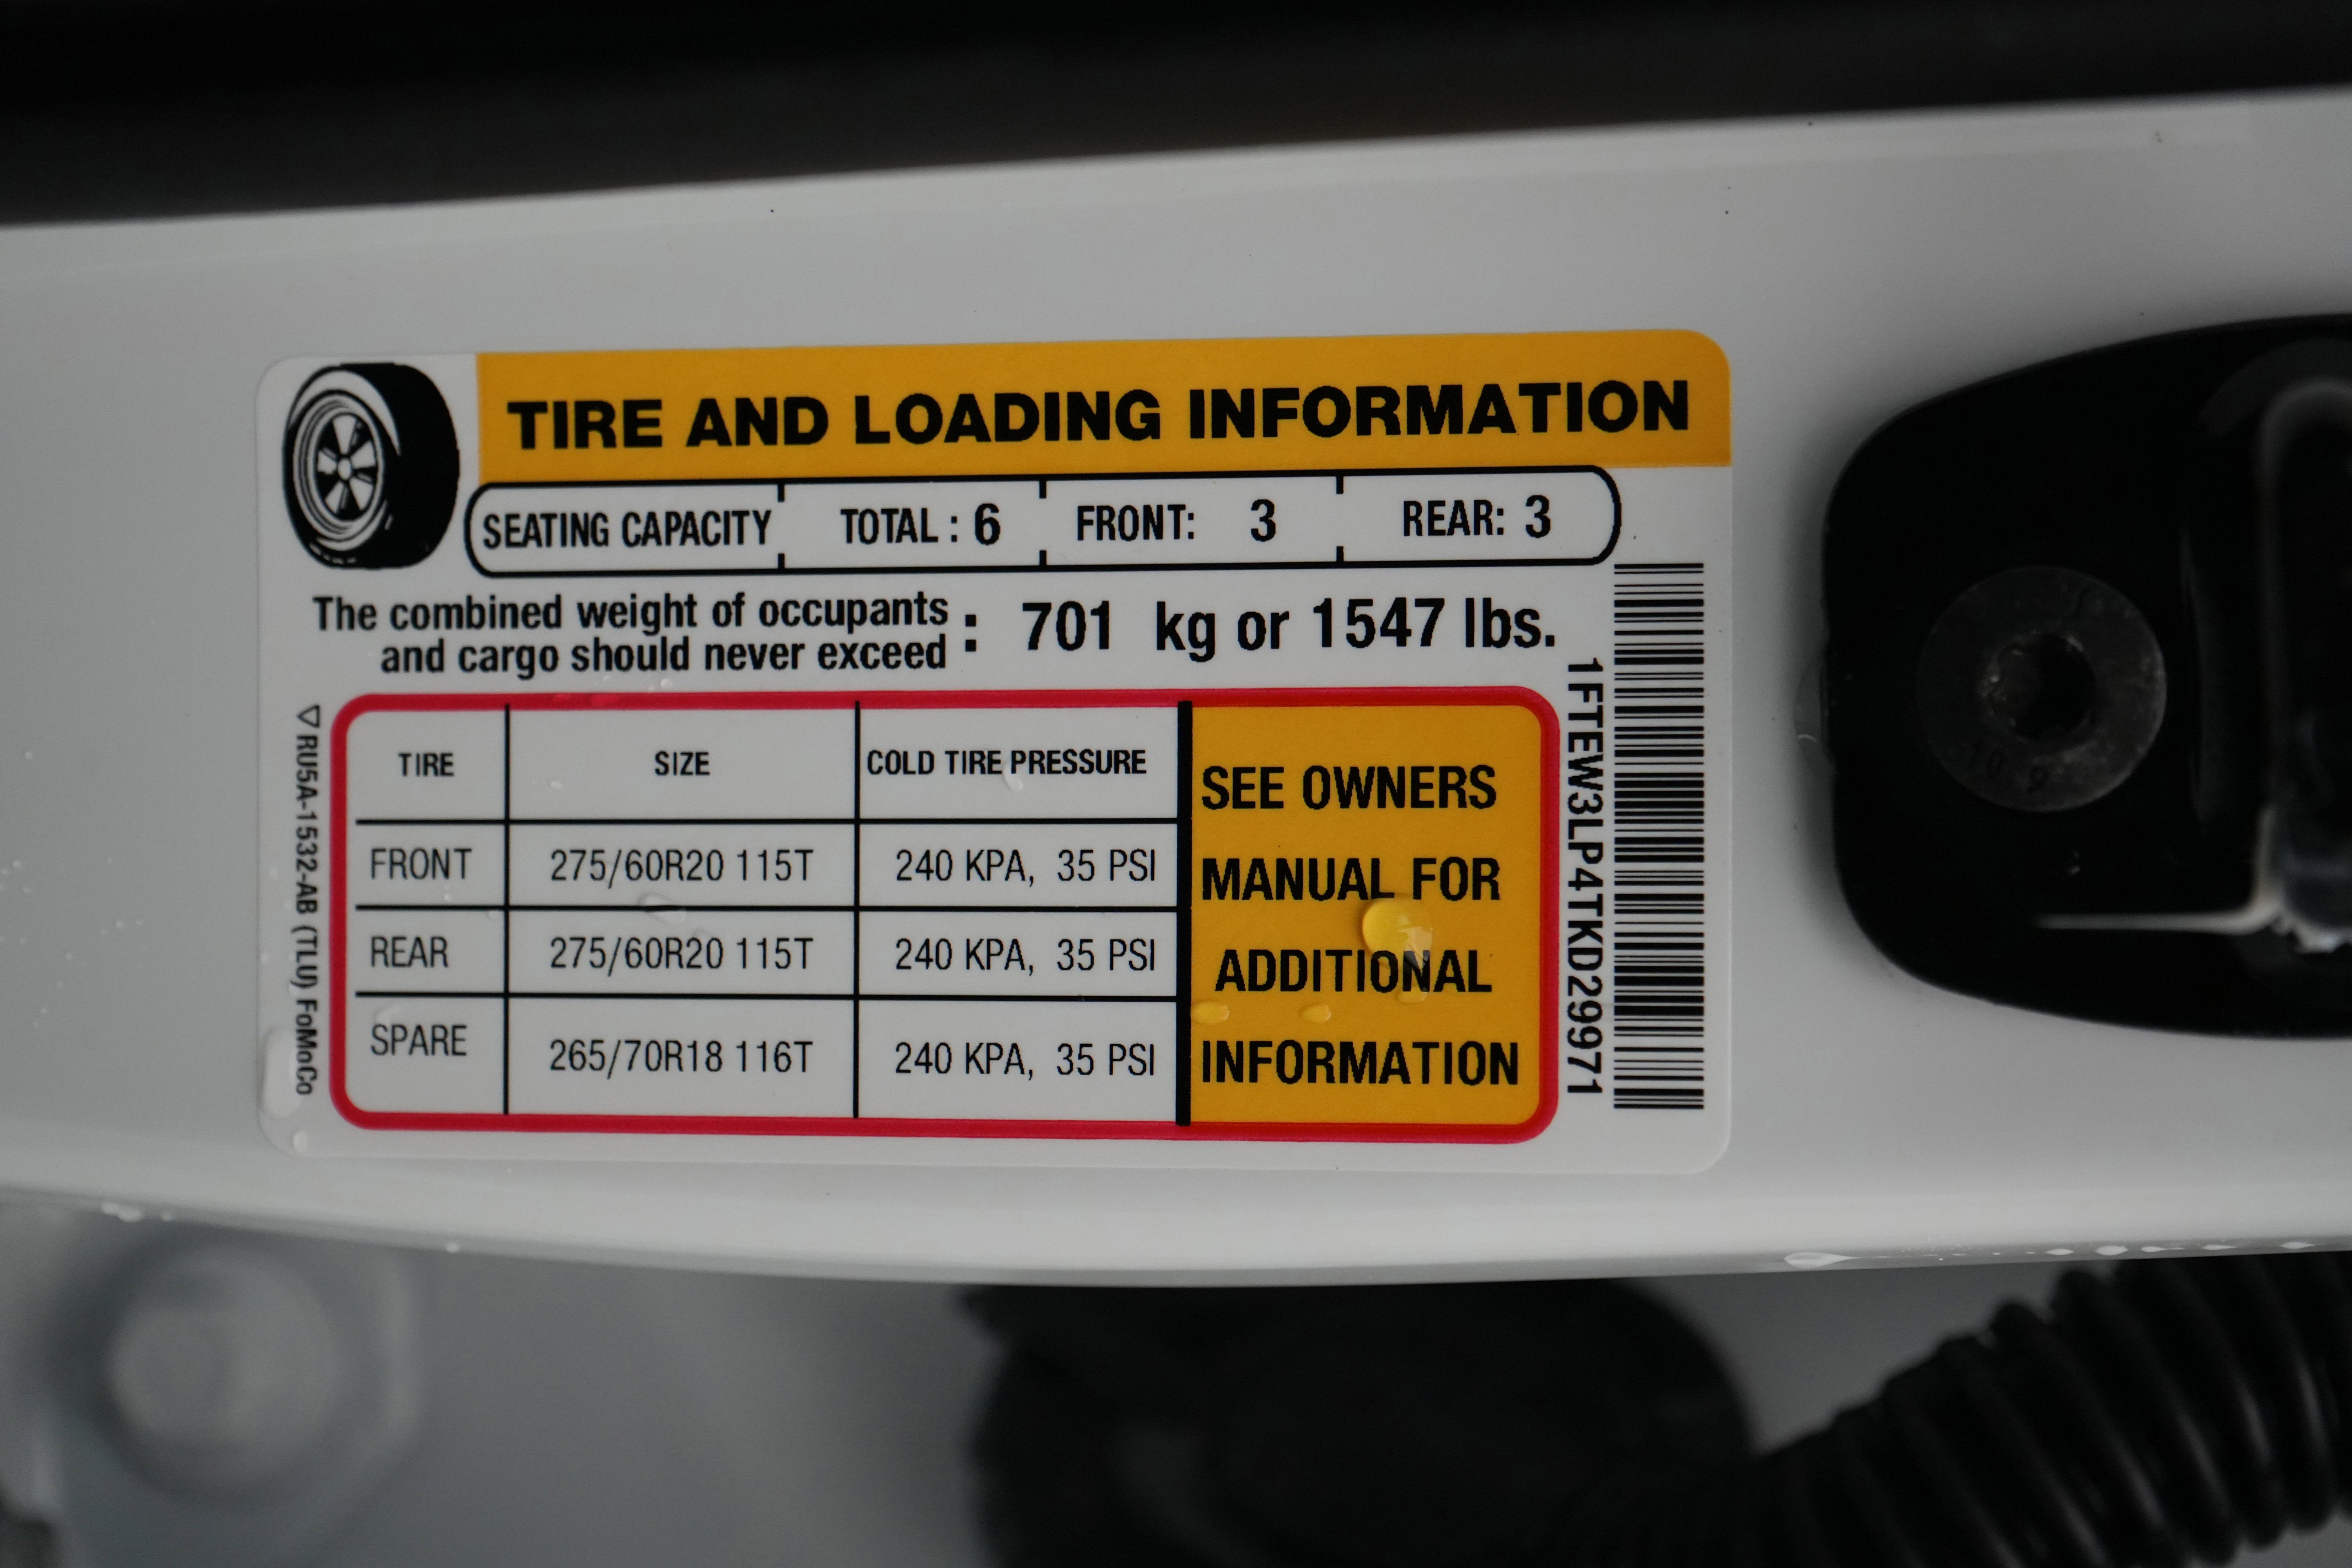 TIRE AND LOADING INFORMATION
SEATING CAPACITY TOTAL : 6 FRONT: 3 REAR: 3
The combined weight of occupants
and cargo should never exceed : 701 kg or 1547 lbs.
TIRE SIZE COLD TIRE PRESSURE
FRONT 275/60R20 115T 240 KPA, 35 PSI
REAR 275/60R20 115T 240 KPA, 35 PSI
SPARE 265/70R18 116T 240 KPA, 35 PSI
SEE OWNERS
MANUAL FOR
ADDITIONAL
INFORMATION
1FTEW3LP4TKD29971
RU5A-1532-AB (TLU) FoMoCo
10.9